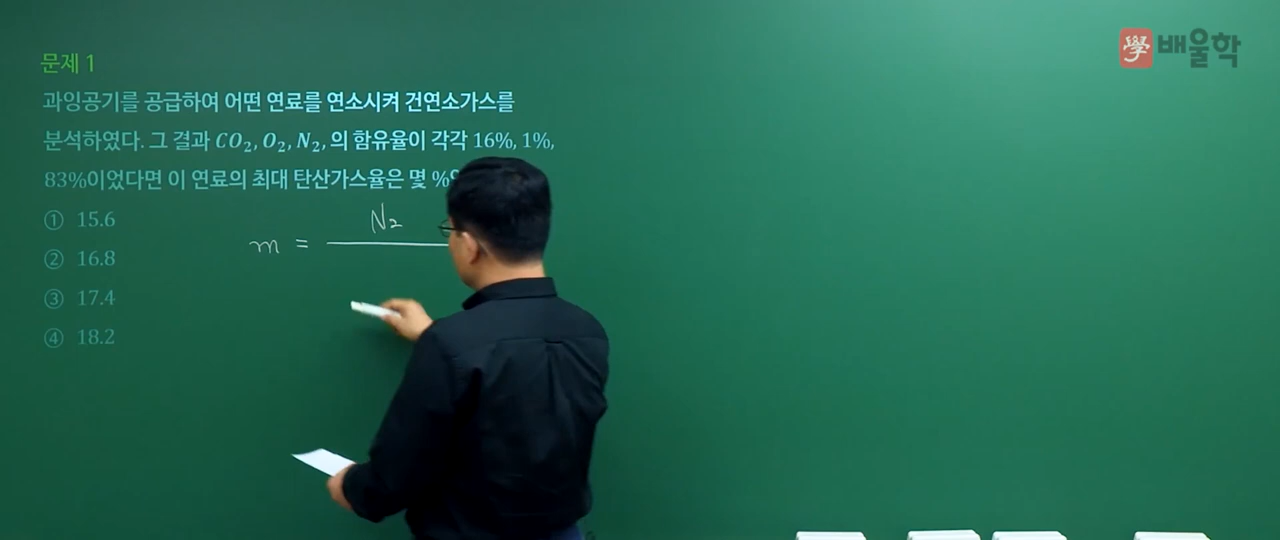 學 배울학
문제 1
과잉공기를 공급하여 어떤 연료를 연소시켜 건연소가스를
분석하였다. 그 결과 CO₂, O₂, N₂, 의 함유율이 각각 16%, 1%,
83%이었다면 이 연료의 최대 탄산가스율은 몇 %
① 15.6
② 16.8
③ 17.4
④ 18.2
m = N₂